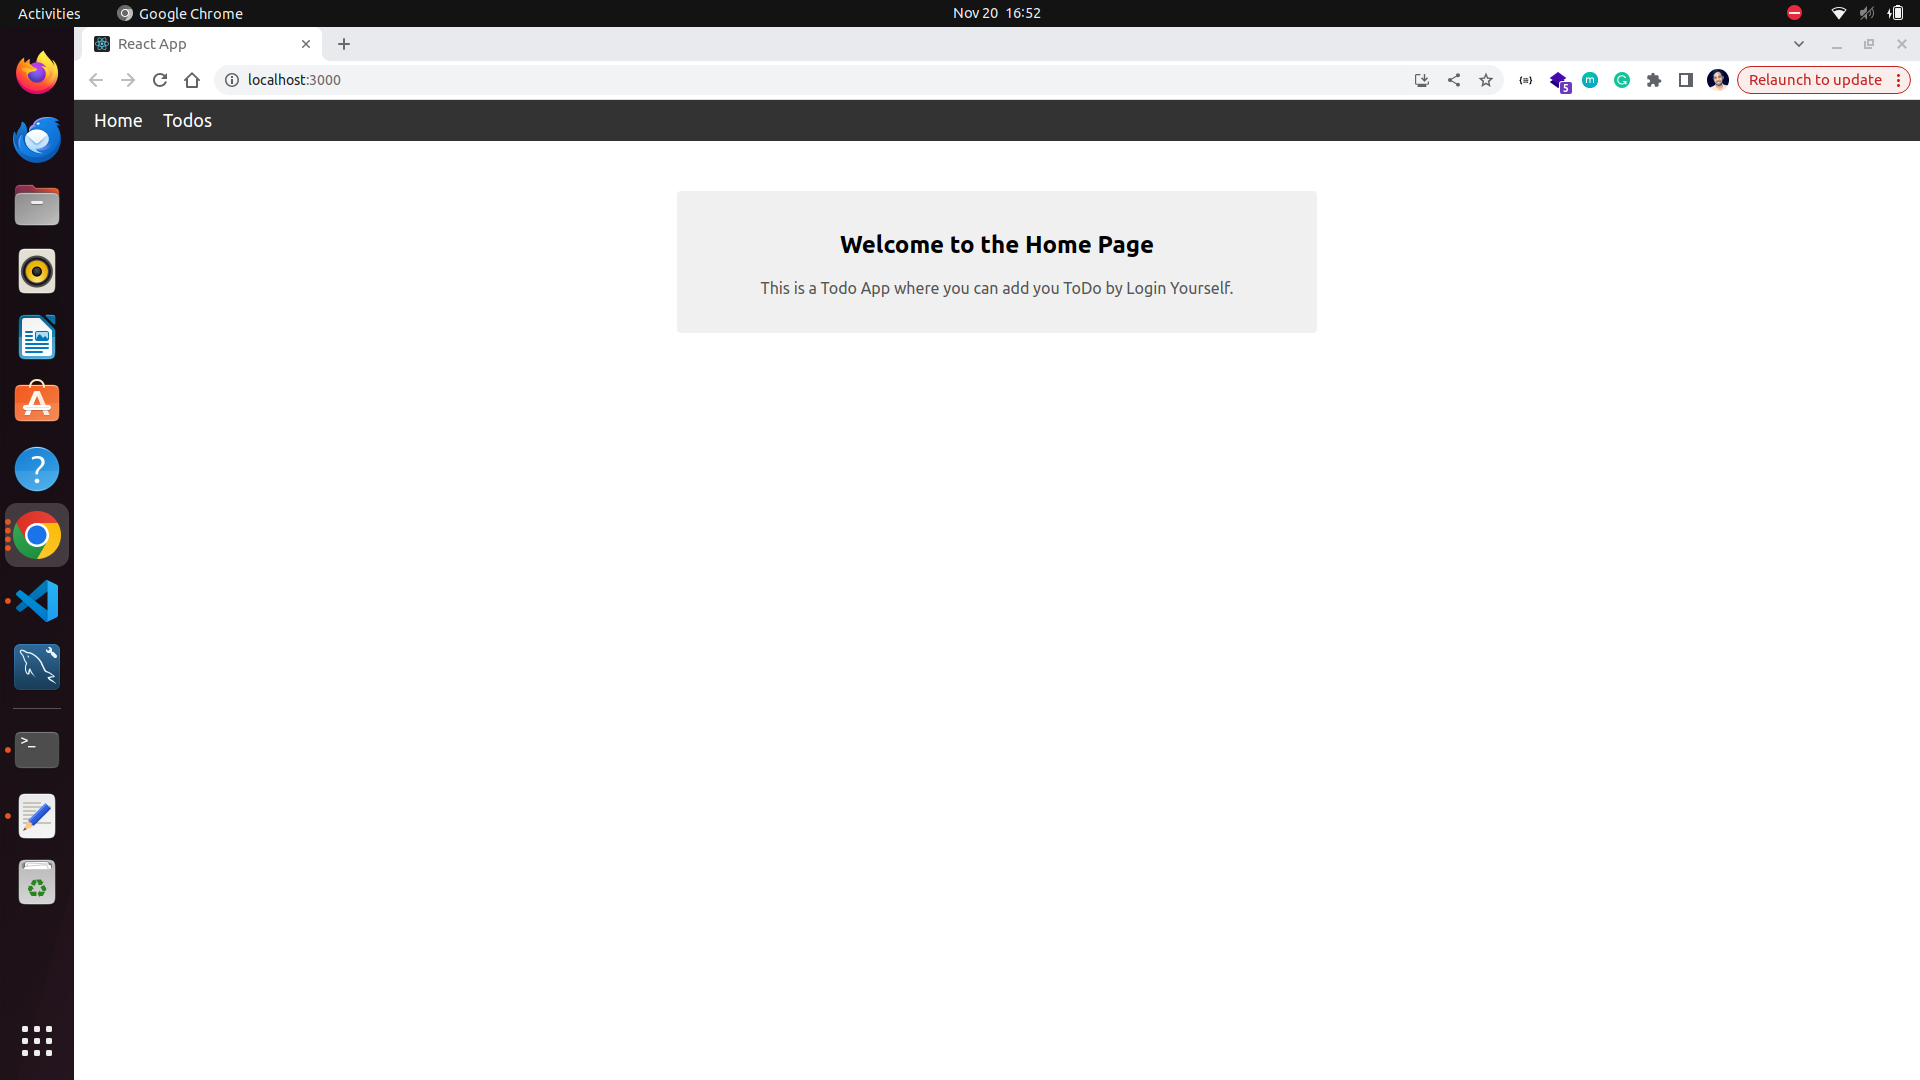 Activities Google Chrome Nov 20 16:52
React App
localhost:3000 {≡} 5 m G Relaunch to update
Home Todos
Welcome to the Home Page
This is a Todo App where you can add you ToDo by Login Yourself.
A
?
>_